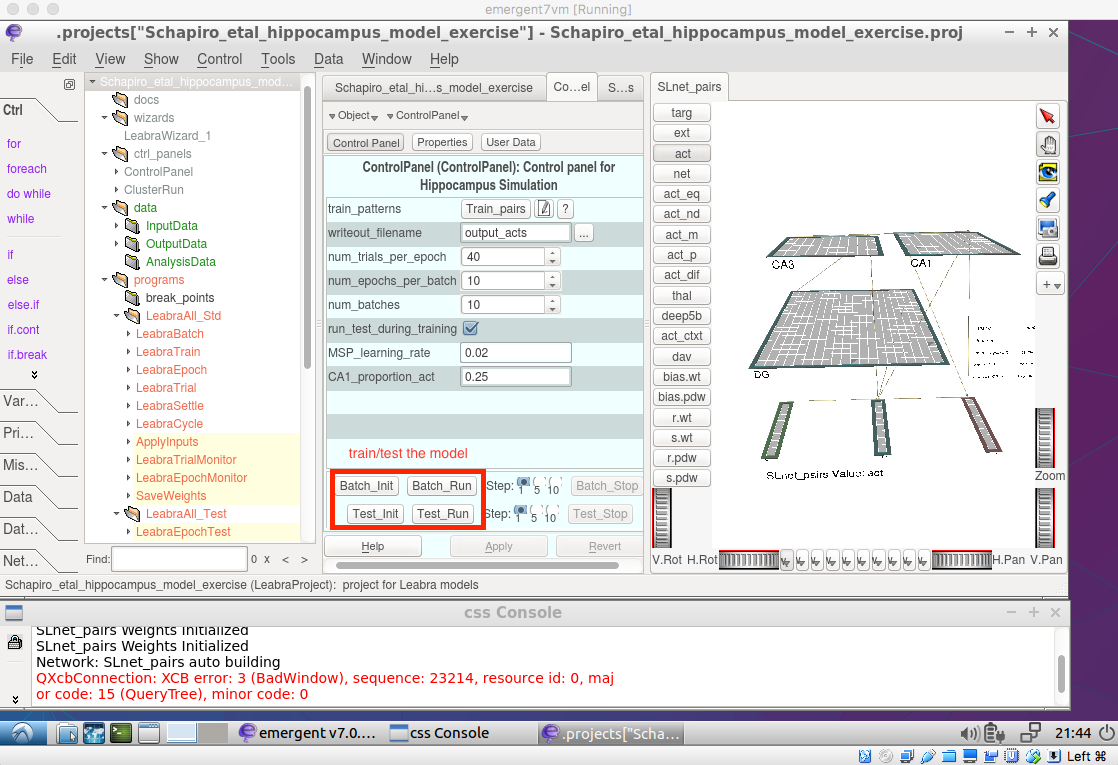 emergent7vm [Running]
.projects["Schapiro_etal_hippocampus_model_exercise"] - Schapiro_etal_hippocampus_model_exercise.proj
File Edit View Show Control Tools Data Window Help
Ctrl
for
foreach
do while
while
if
else
else.if
if.cont
if.break
Var...
Pri...
Mis...
Data
Dat...
Net...
Schapiro_etal_hippocampus_mod...
docs
wizards
LeabraWizard_1
ctrl_panels
ControlPanel
ClusterRun
data
InputData
OutputData
AnalysisData
programs
break_points
LeabraAll_Std
LeabraBatch
LeabraTrain
LeabraEpoch
LeabraTrial
LeabraSettle
LeabraCycle
ApplyInputs
LeabraTrialMonitor
LeabraEpochMonitor
SaveWeights
LeabraAll_Test
LeabraEpochTest
Find: 0 x < >
Schapiro_etal_hi...s_model_exercise Co...el S...s
Object ControlPanel
Control Panel Properties User Data
ControlPanel (ControlPanel): Control panel for
Hippocampus Simulation
train_patterns Train_pairs ?
writeout_filename output_acts ...
num_trials_per_epoch 40
num_epochs_per_batch 10
num_batches 10
run_test_during_training
MSP_learning_rate 0.02
CA1_proportion_act 0.25
train/test the model
Batch_Init Batch_Run Step: 1 5 10 Batch_Stop
Test_Init Test_Run Step: 1 5 10 Test_Stop
Help Apply Revert
SLnet_pairs
targ
ext
act
net
act_eq
act_nd
act_m
act_p
act_dif
thal
deep5b
act_ctxt
dav
bias.wt
bias.pdw
r.wt
s.wt
r.pdw
s.pdw
CA3
CA1
DG
SLnet_pairs Value: act
Zoom
V.Rot H.Rot H.Pan V.Pan
Schapiro_etal_hippocampus_model_exercise (LeabraProject): project for Leabra models
css Console
SLnet_pairs Weights Initialized
SLnet_pairs Weights Initialized
Network: SLnet_pairs auto building
QXcbConnection: XCB error: 3 (BadWindow), sequence: 23214, resource id: 0, maj
or code: 15 (QueryTree), minor code: 0
emergent v7.0.... css Console .projects["Scha... 21:44
Left ⌘